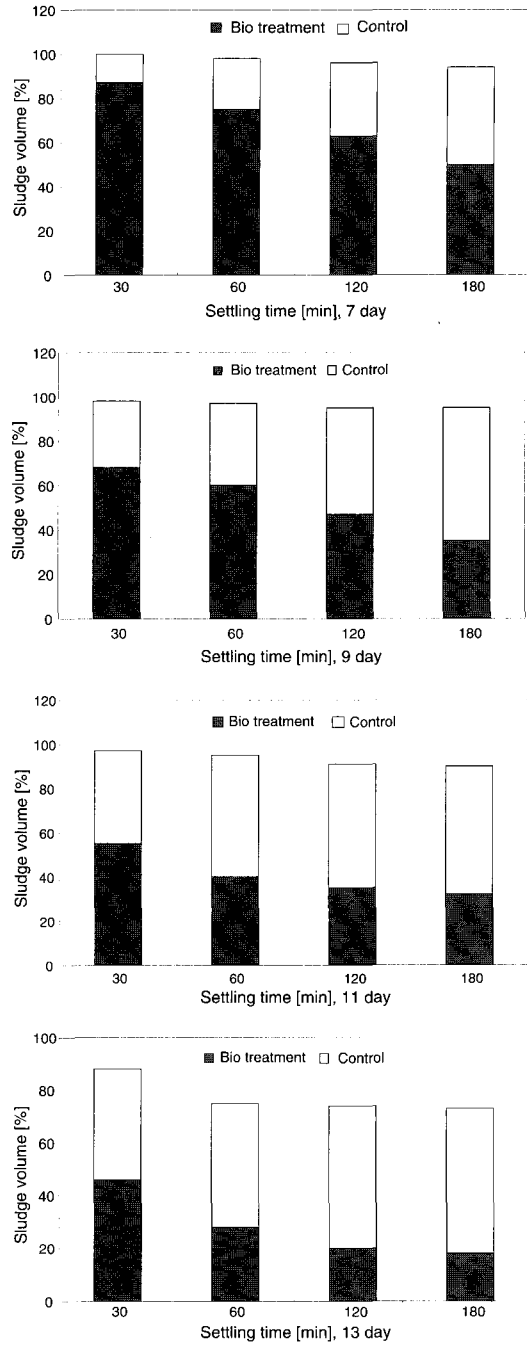 120
Bio treatment Control
100
80
60
40
20
0
Sludge volume [%]
30 60 120 180
Settling time [min], 7 day
120
Bio treatment Control
100
80
60
40
20
0
Sludge volume [%]
30 60 120 180
Settling time [min], 9 day
120
Bio treatment Control
100
80
60
40
20
0
Sludge volume [%]
30 60 120 180
Settling time [min], 11 day
100
Bio treatment Control
80
60
40
20
0
Sludge volume [%]
30 60 120 180
Settling time [min], 13 day